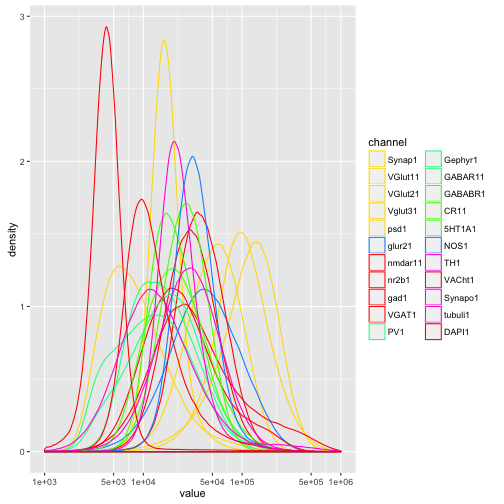 3
2
1
0
density
1e+03
5e+03
1e+04
5e+04
1e+05
5e+05
1e+06
value
channel
Synap1
VGlut11
VGlut21
Vglut31
psd1
glur21
nmdar11
nr2b1
gad1
VGAT1
PV1
Gephyr1
GABAR11
GABABR1
CR11
5HT1A1
NOS1
TH1
VACht1
Synapo1
tubuli1
DAPI1